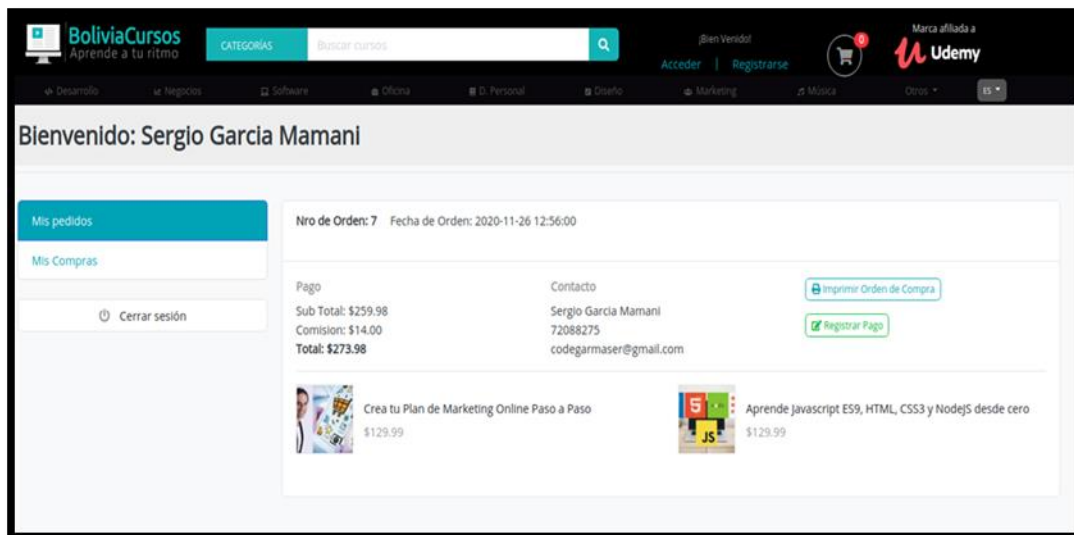 BoliviaCursos
Aprende a tu ritmo
CATEGORÍAS
Buscar cursos
¡Bien Venido!
Acceder | Registrarse
0
Marca afiliada a
Udemy
Desarrollo
Negocios
Software
Oficina
D. Personal
Diseño
Marketing
Música
Otros
ES
Bienvenido: Sergio Garcia Mamani
Mis pedidos
Mis Compras
Cerrar sesión
Nro de Orden: 7 Fecha de Orden: 2020-11-26 12:56:00
Pago
Sub Total: $259.98
Comision: $14.00
Total: $273.98
Contacto
Sergio Garcia Mamani
72088275
codegarmaser@gmail.com
Imprimir Orden de Compra
Registrar Pago
Crea tu Plan de Marketing Online Paso a Paso
$129.99
5
JS
Aprende Javascript ES9, HTML, CSS3 y NodeJS desde cero
$129.99